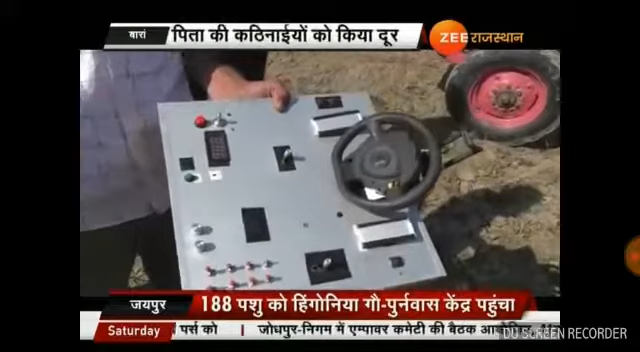 बारां
पिता की कठिनाईयों को किया दूर
ZEE राजस्थान
जयपुर
188 पशु को हिंगोनिया गौ-पुर्नवास केंद्र पहुंचा
Saturday
पर्स को । जोधपुर-निगम में एम्पावर कमेटी की बैठक
DU SCREEN RECORDER